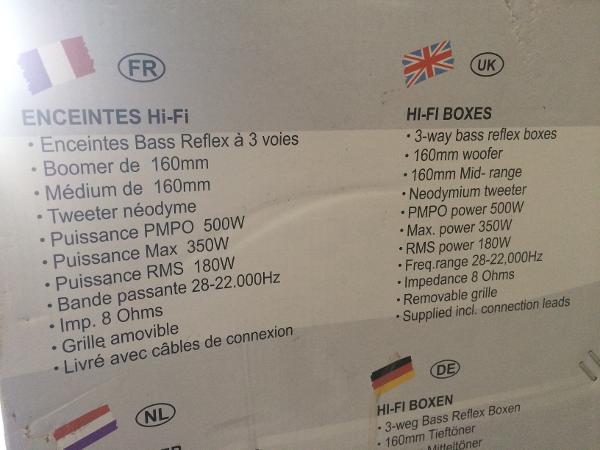 FR
ENCEINTES Hi-Fi
• Enceintes Bass Reflex à 3 voies
• Boomer de 160mm
• Médium de 160mm
• Tweeter néodyme
• Puissance PMPO 500W
• Puissance Max 350W
• Puissance RMS 180W
• Bande passante 28-22.000Hz
• Imp. 8 Ohms
• Grille amovible
• Livré avec câbles de connexion
UK
HI-FI BOXES
• 3-way bass reflex boxes
• 160mm woofer
• 160mm Mid- range
• Neodymium tweeter
• PMPO power 500W
• Max. power 350W
• RMS power 180W
• Freq.range 28-22,000Hz
• Impedance 8 Ohms
• Removable grille
• Supplied incl. connection leads
NL
DE
HI-FI BOXEN
• 3-weg Bass Reflex Boxen
• 160mm Tieftöner
Mitteltöner